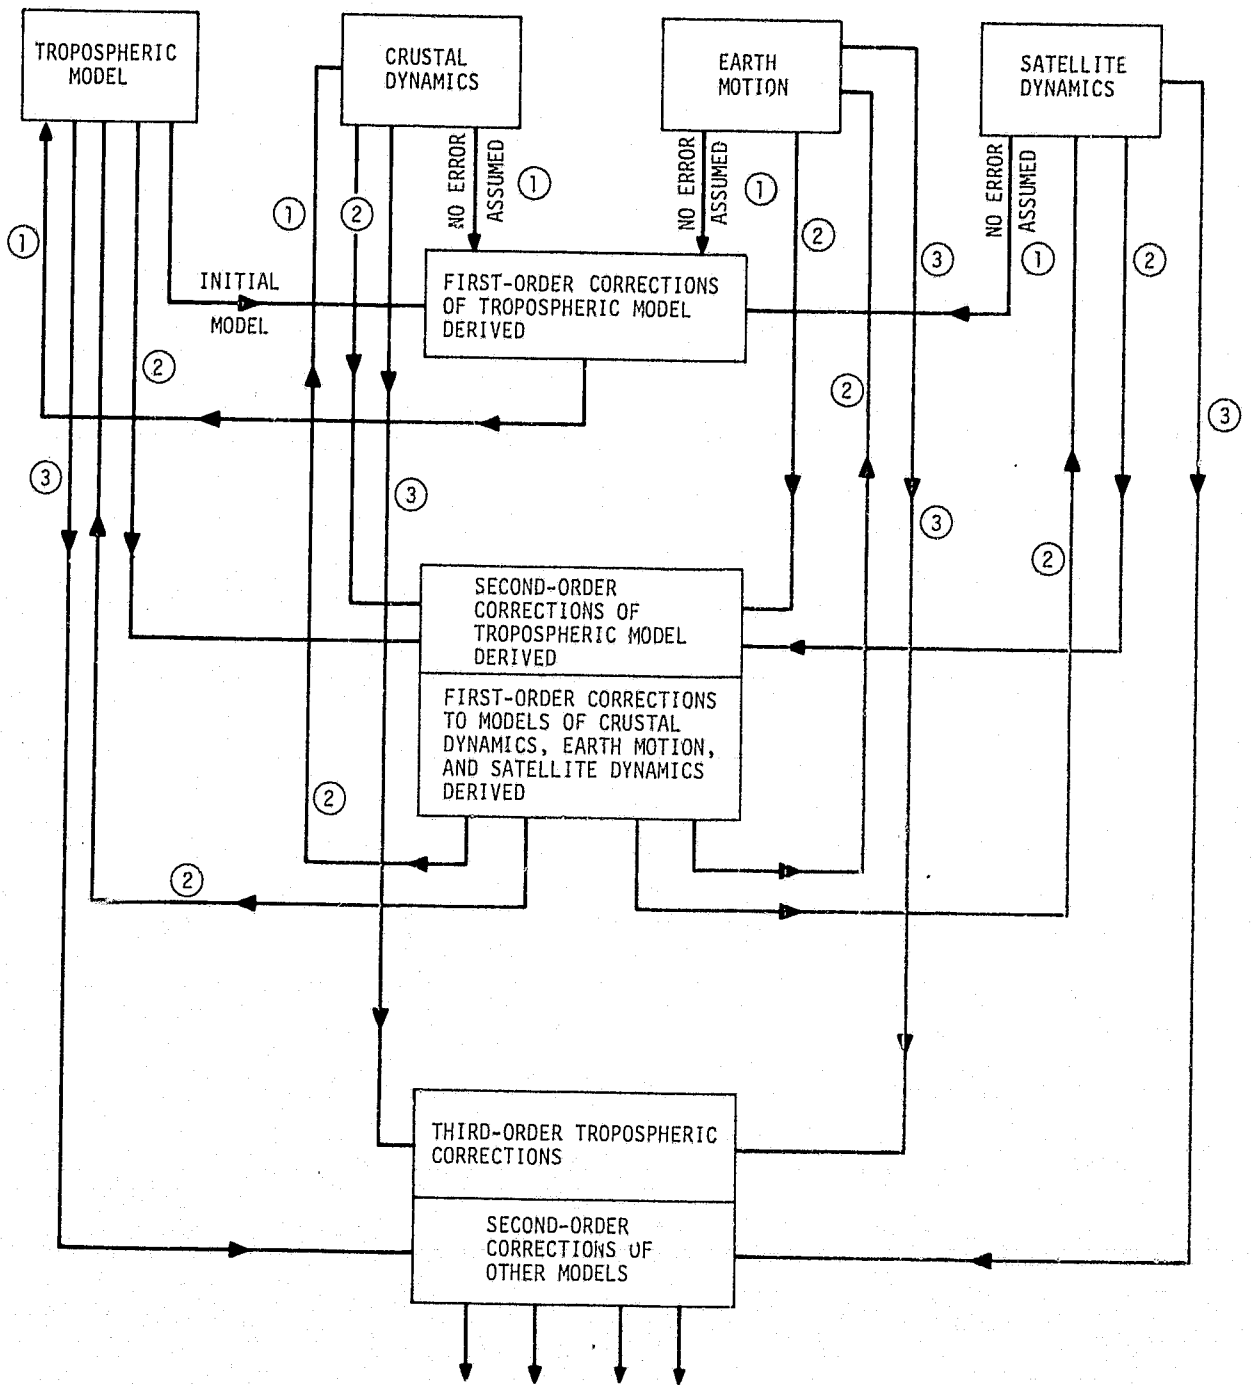 TROPOSPHERIC
MODEL
CRUSTAL
DYNAMICS
EARTH
MOTION
SATELLITE
DYNAMICS
NO ERROR
ASSUMED
1
NO ERROR
ASSUMED
1
NO ERROR
ASSUMED
1
1
1
2
2
3
2
INITIAL
MODEL
FIRST-ORDER CORRECTIONS
OF TROPOSPHERIC MODEL
DERIVED
2
2
3
3
3
3
2
SECOND-ORDER
CORRECTIONS OF
TROPOSPHERIC MODEL
DERIVED
FIRST-ORDER CORRECTIONS
TO MODELS OF CRUSTAL
DYNAMICS, EARTH MOTION,
AND SATELLITE DYNAMICS
DERIVED
2
2
THIRD-ORDER TROPOSPHERIC
CORRECTIONS
SECOND-ORDER
CORRECTIONS OF
OTHER MODELS